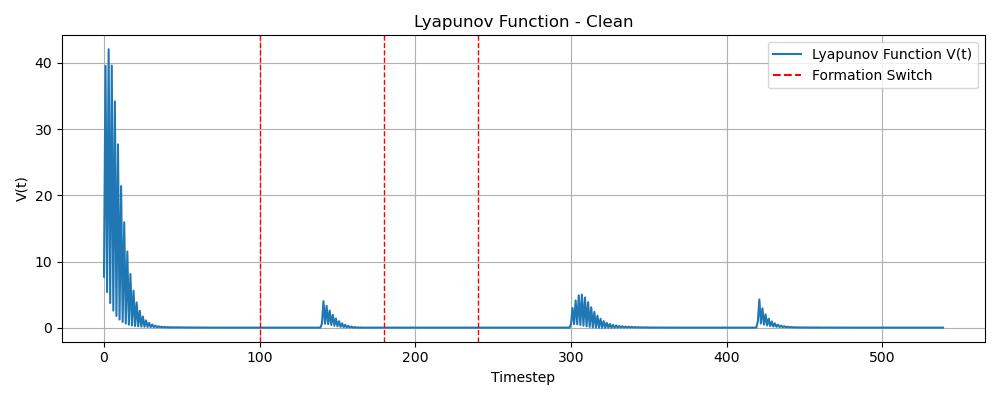 Lyapunov Function - Clean
Lyapunov Function V(t)
Formation Switch
V(t)
40
30
20
10
0
0
100
200
300
400
500
Timestep